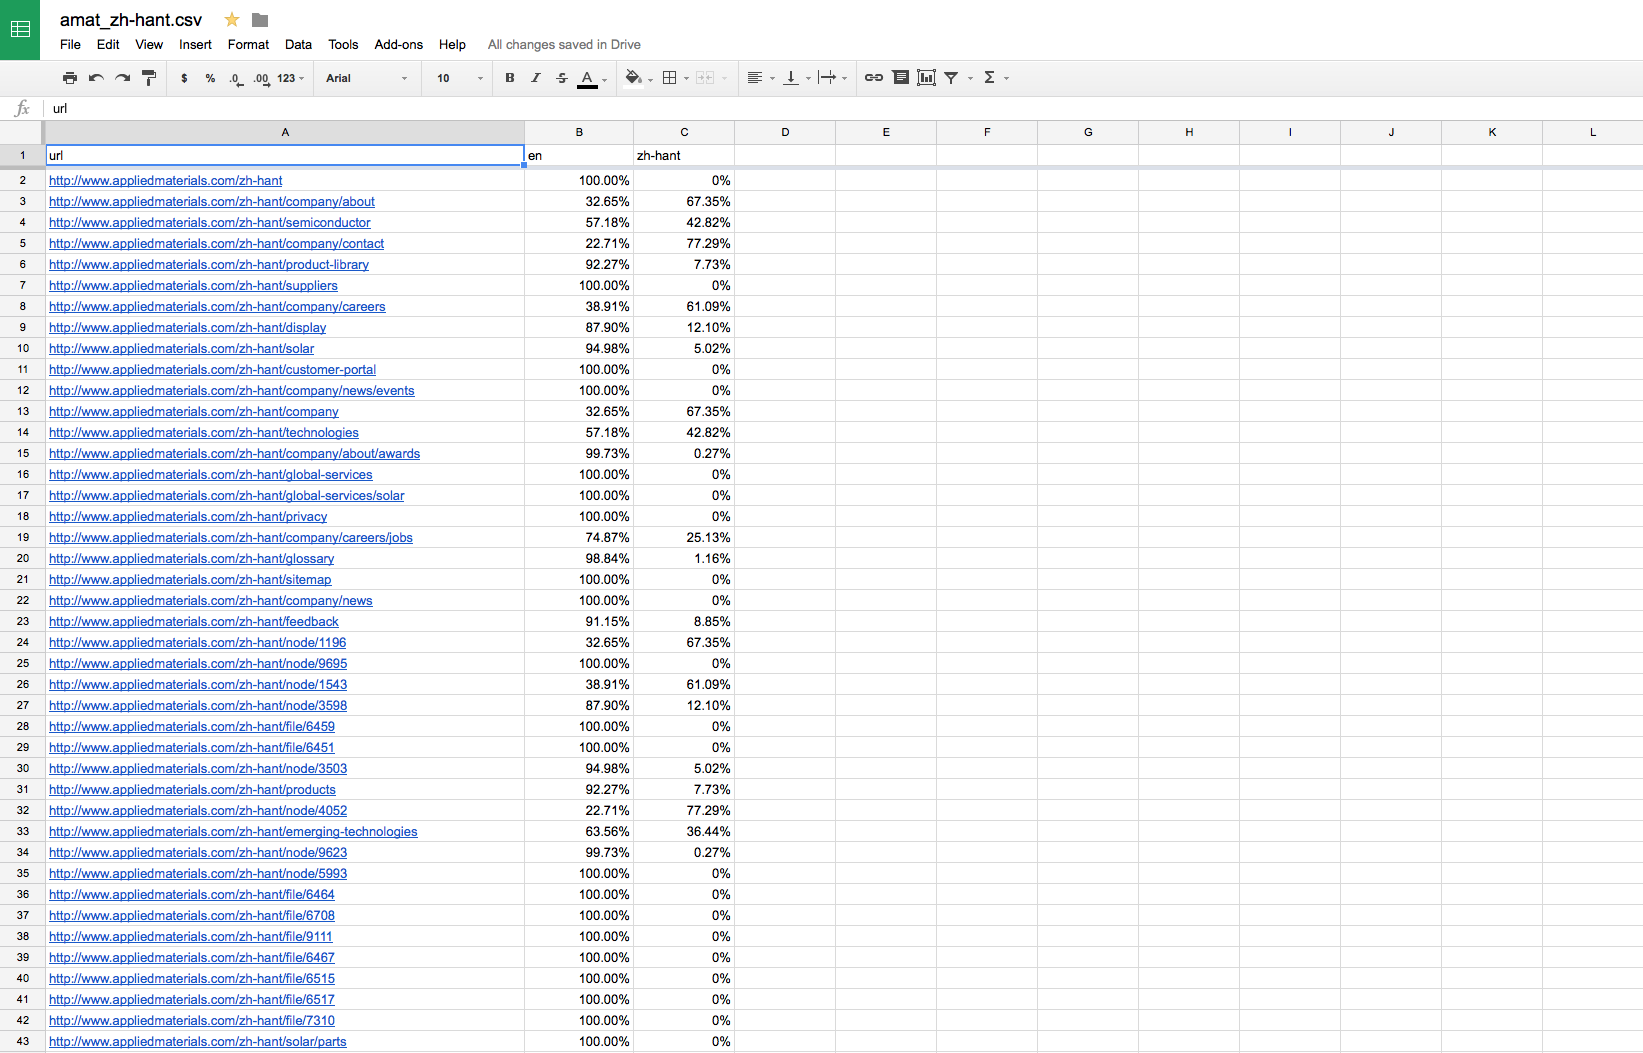 amat_zh-hant.csv
File Edit View Insert Format Data Tools Add-ons Help All changes saved in Drive
$ % .0 .00 123 Arial 10 B I S A Σ
fx url
A B C D E F G H I J K L
1 url en zh-hant
2 http://www.appliedmaterials.com/zh-hant 100.00% 0%
3 http://www.appliedmaterials.com/zh-hant/company/about 32.65% 67.35%
4 http://www.appliedmaterials.com/zh-hant/semiconductor 57.18% 42.82%
5 http://www.appliedmaterials.com/zh-hant/company/contact 22.71% 77.29%
6 http://www.appliedmaterials.com/zh-hant/product-library 92.27% 7.73%
7 http://www.appliedmaterials.com/zh-hant/suppliers 100.00% 0%
8 http://www.appliedmaterials.com/zh-hant/company/careers 38.91% 61.09%
9 http://www.appliedmaterials.com/zh-hant/display 87.90% 12.10%
10 http://www.appliedmaterials.com/zh-hant/solar 94.98% 5.02%
11 http://www.appliedmaterials.com/zh-hant/customer-portal 100.00% 0%
12 http://www.appliedmaterials.com/zh-hant/company/news/events 100.00% 0%
13 http://www.appliedmaterials.com/zh-hant/company 32.65% 67.35%
14 http://www.appliedmaterials.com/zh-hant/technologies 57.18% 42.82%
15 http://www.appliedmaterials.com/zh-hant/company/about/awards 99.73% 0.27%
16 http://www.appliedmaterials.com/zh-hant/global-services 100.00% 0%
17 http://www.appliedmaterials.com/zh-hant/global-services/solar 100.00% 0%
18 http://www.appliedmaterials.com/zh-hant/privacy 100.00% 0%
19 http://www.appliedmaterials.com/zh-hant/company/careers/jobs 74.87% 25.13%
20 http://www.appliedmaterials.com/zh-hant/glossary 98.84% 1.16%
21 http://www.appliedmaterials.com/zh-hant/sitemap 100.00% 0%
22 http://www.appliedmaterials.com/zh-hant/company/news 100.00% 0%
23 http://www.appliedmaterials.com/zh-hant/feedback 91.15% 8.85%
24 http://www.appliedmaterials.com/zh-hant/node/1196 32.65% 67.35%
25 http://www.appliedmaterials.com/zh-hant/node/9695 100.00% 0%
26 http://www.appliedmaterials.com/zh-hant/node/1543 38.91% 61.09%
27 http://www.appliedmaterials.com/zh-hant/node/3598 87.90% 12.10%
28 http://www.appliedmaterials.com/zh-hant/file/6459 100.00% 0%
29 http://www.appliedmaterials.com/zh-hant/file/6451 100.00% 0%
30 http://www.appliedmaterials.com/zh-hant/node/3503 94.98% 5.02%
31 http://www.appliedmaterials.com/zh-hant/products 92.27% 7.73%
32 http://www.appliedmaterials.com/zh-hant/node/4052 22.71% 77.29%
33 http://www.appliedmaterials.com/zh-hant/emerging-technologies 63.56% 36.44%
34 http://www.appliedmaterials.com/zh-hant/node/9623 99.73% 0.27%
35 http://www.appliedmaterials.com/zh-hant/node/5993 100.00% 0%
36 http://www.appliedmaterials.com/zh-hant/file/6464 100.00% 0%
37 http://www.appliedmaterials.com/zh-hant/file/6708 100.00% 0%
38 http://www.appliedmaterials.com/zh-hant/file/9111 100.00% 0%
39 http://www.appliedmaterials.com/zh-hant/file/6467 100.00% 0%
40 http://www.appliedmaterials.com/zh-hant/file/6515 100.00% 0%
41 http://www.appliedmaterials.com/zh-hant/file/6517 100.00% 0%
42 http://www.appliedmaterials.com/zh-hant/file/7310 100.00% 0%
43 http://www.appliedmaterials.com/zh-hant/solar/parts 100.00% 0%